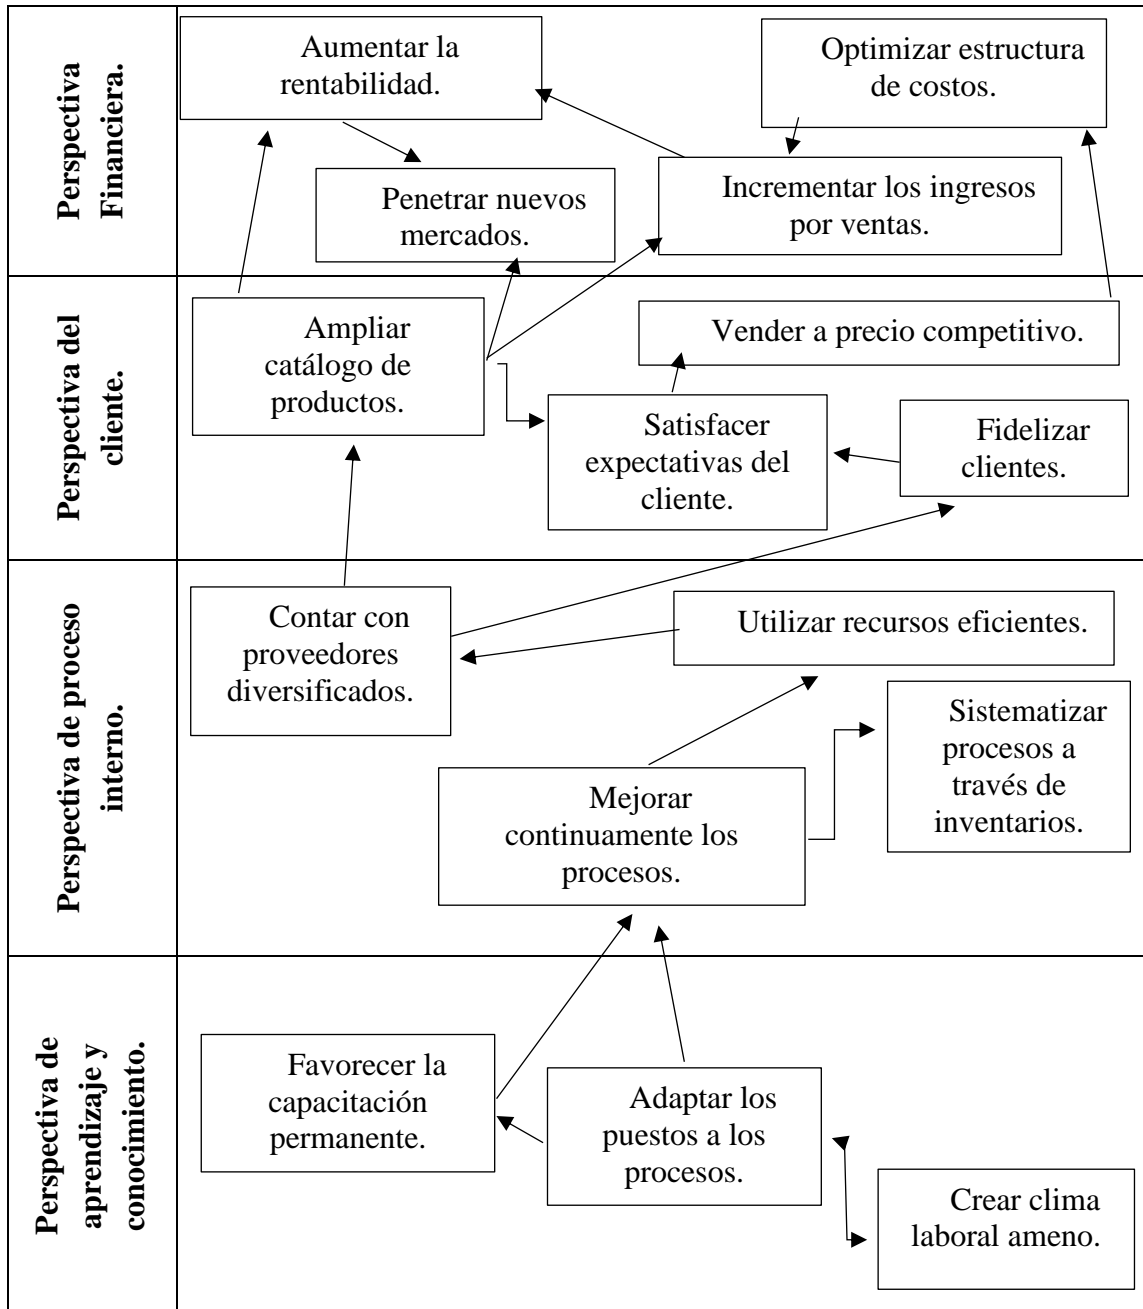 Perspectiva
Financiera.
Aumentar la
rentabilidad.
Optimizar estructura
de costos.
Penetrar nuevos
mercados.
Incrementar los ingresos
por ventas.
Perspectiva del
cliente.
Ampliar
catálogo de
productos.
Vender a precio competitivo.
Satisfacer
expectativas del
cliente.
Fidelizar
clientes.
Perspectiva de proceso
interno.
Contar con
proveedores
diversificados.
Utilizar recursos eficientes.
Sistematizar
procesos a
través de
inventarios.
Mejorar
continuamente los
procesos.
Perspectiva de
aprendizaje y
conocimiento.
Favorecer la
capacitación
permanente.
Adaptar los
puestos a los
procesos.
Crear clima
laboral ameno.